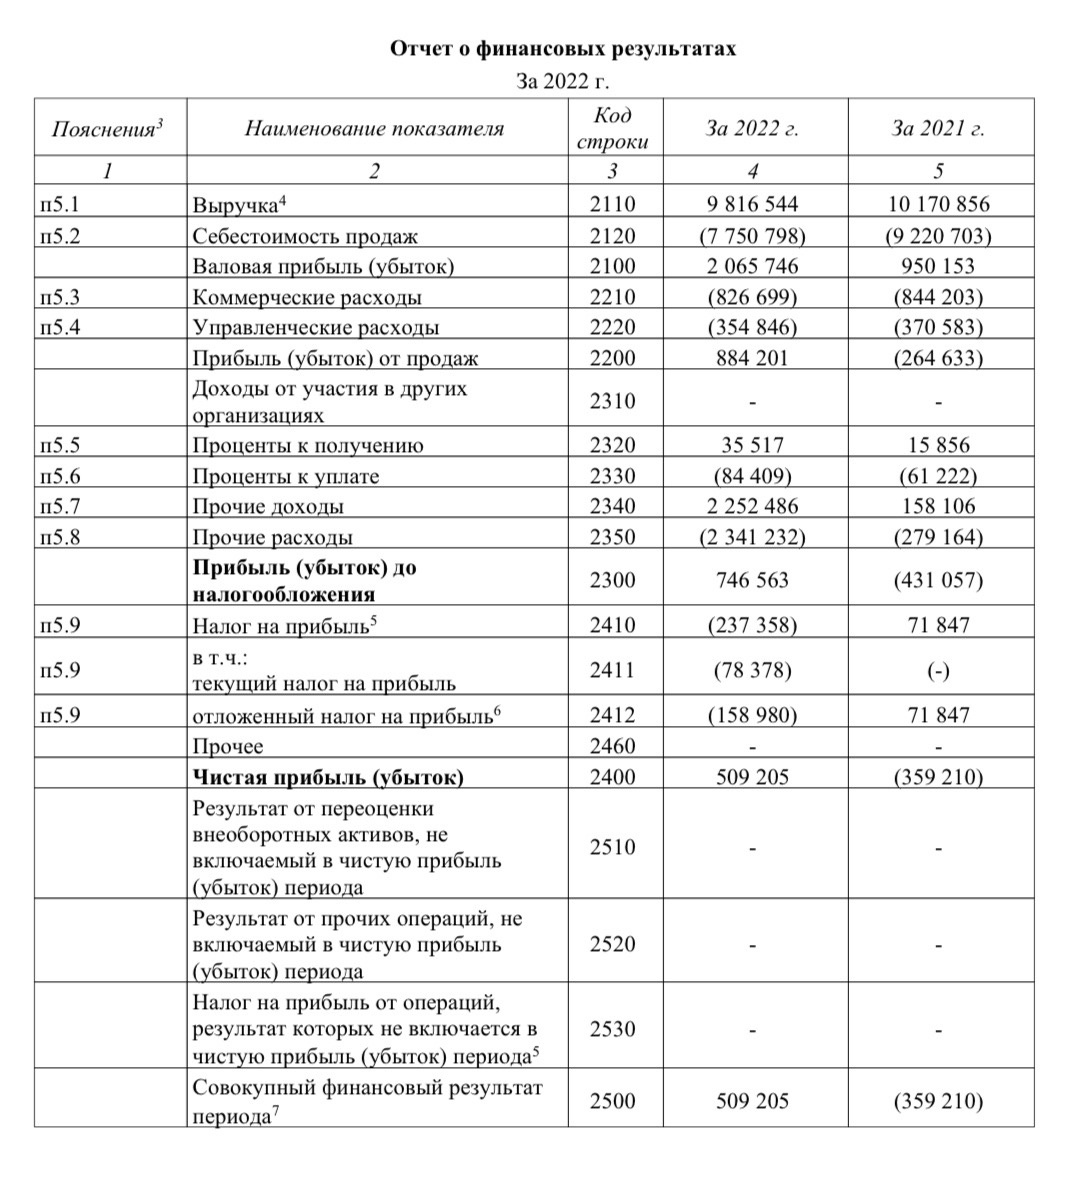 Отчет о финансовых результатах
За 2022 г.
Пояснения³ Наименование показателя Код строки За 2022 г. За 2021 г.
1 2 3 4 5
п5.1 Выручка⁴ 2110 9 816 544 10 170 856
п5.2 Себестоимость продаж 2120 (7 750 798) (9 220 703)
Валовая прибыль (убыток) 2100 2 065 746 950 153
п5.3 Коммерческие расходы 2210 (826 699) (844 203)
п5.4 Управленческие расходы 2220 (354 846) (370 583)
Прибыль (убыток) от продаж 2200 884 201 (264 633)
Доходы от участия в других
организациях 2310 - -
п5.5 Проценты к получению 2320 35 517 15 856
п5.6 Проценты к уплате 2330 (84 409) (61 222)
п5.7 Прочие доходы 2340 2 252 486 158 106
п5.8 Прочие расходы 2350 (2 341 232) (279 164)
Прибыль (убыток) до
налогообложения 2300 746 563 (431 057)
п5.9 Налог на прибыль⁵ 2410 (237 358) 71 847
п5.9 в т.ч.:
текущий налог на прибыль 2411 (78 378) (-)
п5.9 отложенный налог на прибыль⁶ 2412 (158 980) 71 847
Прочее 2460 - -
Чистая прибыль (убыток) 2400 509 205 (359 210)
Результат от переоценки
внеоборотных активов, не
включаемый в чистую прибыль
(убыток) периода 2510 - -
Результат от прочих операций, не
включаемый в чистую прибыль
(убыток) периода 2520 - -
Налог на прибыль от операций,
результат которых не включается в
чистую прибыль (убыток) периода⁵ 2530 - -
Совокупный финансовый результат
периода⁷ 2500 509 205 (359 210)